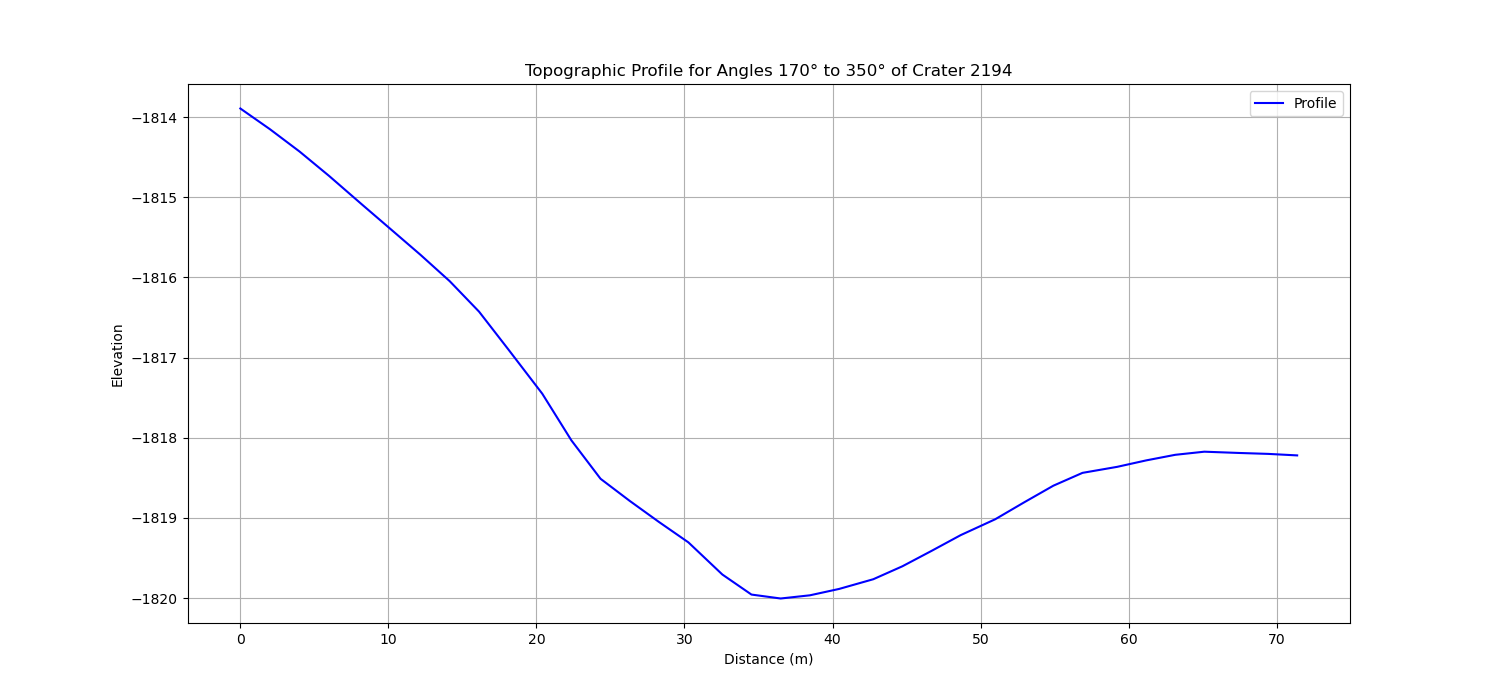 Topographic Profile for Angles 170° to 350° of Crater 2194
Profile
−1814
−1815
−1816
−1817
−1818
−1819
−1820
Elevation
0 10 20 30 40 50 60 70
Distance (m)